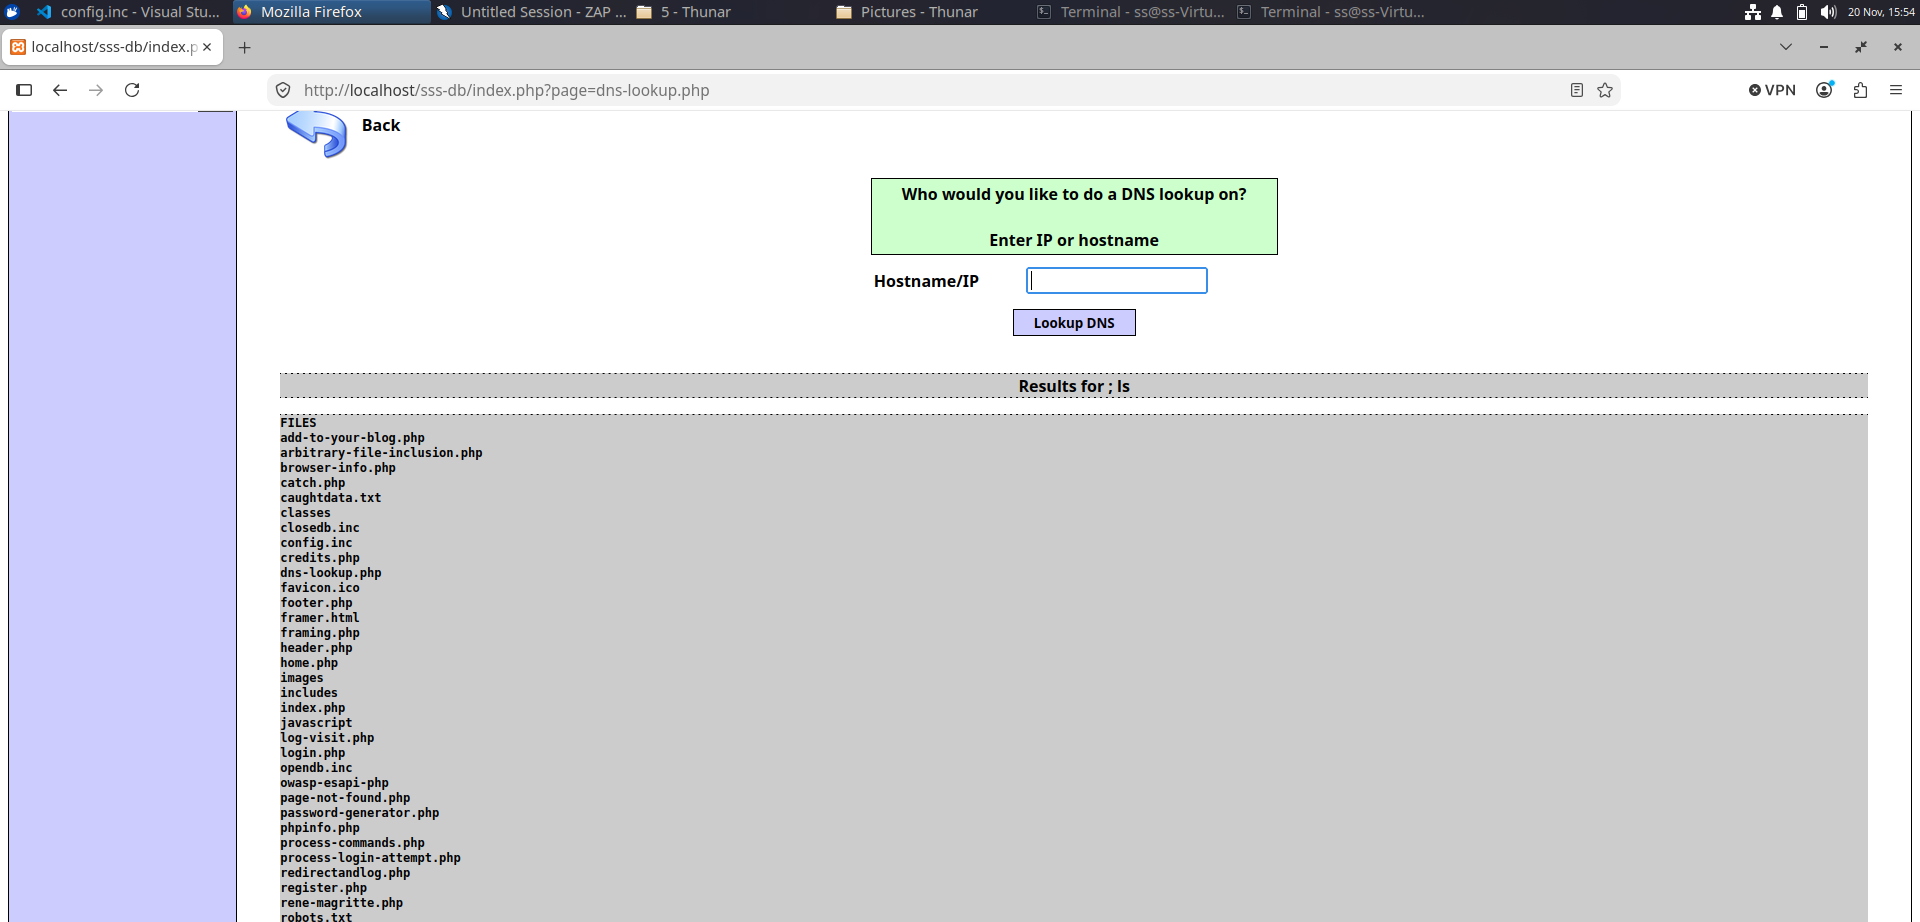 config.inc - Visual Stu...
Mozilla Firefox
Untitled Session - ZAP ...
5 - Thunar
Pictures - Thunar
Terminal - ss@ss-Virtu...
Terminal - ss@ss-Virtu...
20 Nov, 15:54
localhost/sss-db/index.p
http://localhost/sss-db/index.php?page=dns-lookup.php
VPN
Back
Who would you like to do a DNS lookup on?
Enter IP or hostname
Hostname/IP
Lookup DNS
Results for ; ls
FILES
add-to-your-blog.php
arbitrary-file-inclusion.php
browser-info.php
catch.php
caughtdata.txt
classes
closedb.inc
config.inc
credits.php
dns-lookup.php
favicon.ico
footer.php
framer.html
framing.php
header.php
home.php
images
includes
index.php
javascript
log-visit.php
login.php
opendb.inc
owasp-esapi-php
page-not-found.php
password-generator.php
phpinfo.php
process-commands.php
process-login-attempt.php
redirectandlog.php
register.php
rene-magritte.php
robots.txt